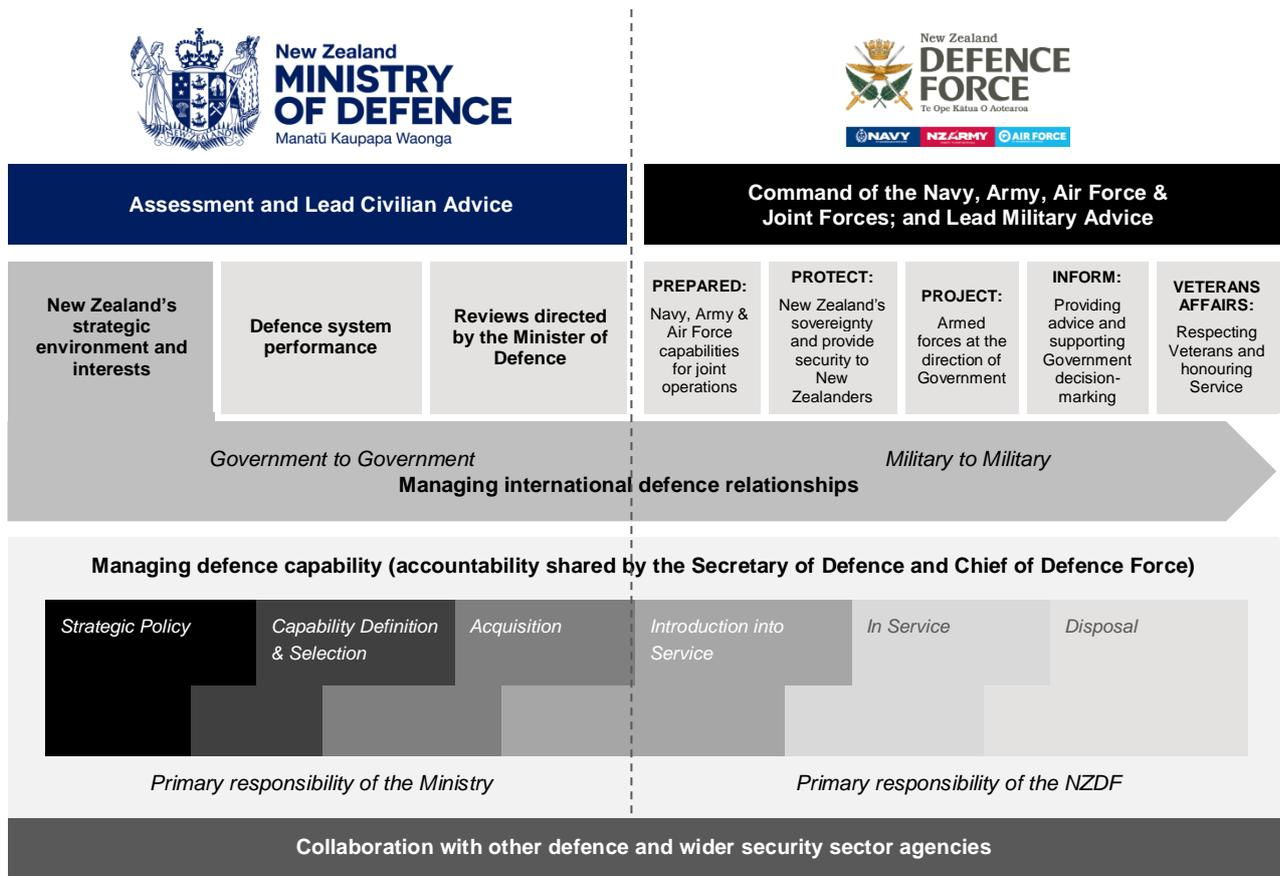 New Zealand
MINISTRY
OF DEFENCE
Manatū Kaupapa Waonga
NEW ZEALAND
New Zealand
DEFENCE
FORCE
Te Ope Kātua O Aotearoa
NAVY
NZARMY
AIR FORCE
Assessment and Lead Civilian Advice
Command of the Navy, Army, Air Force &
Joint Forces; and Lead Military Advice
New Zealand’s
strategic
environment and
interests
Defence system
performance
Reviews directed
by the Minister of
Defence
PREPARED:
Navy, Army &
Air Force
capabilities
for joint
operations
PROTECT:
New Zealand’s
sovereignty
and provide
security to
New
Zealanders
PROJECT:
Armed
forces at the
direction of
Government
INFORM:
Providing
advice and
supporting
Government
decision-
marking
VETERANS
AFFAIRS:
Respecting
Veterans and
honouring
Service
Government to Government
Military to Military
Managing international defence relationships
Managing defence capability (accountability shared by the Secretary of Defence and Chief of Defence Force)
Strategic Policy
Capability Definition
& Selection
Acquisition
Introduction into
Service
In Service
Disposal
Primary responsibility of the Ministry
Primary responsibility of the NZDF
Collaboration with other defence and wider security sector agencies